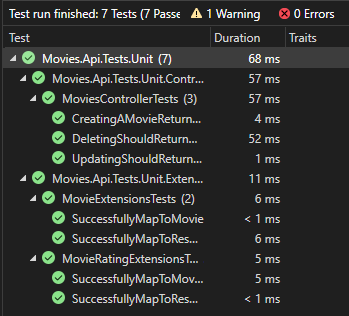 Test run finished: 7 Tests (7 Passe 1 Warning 0 Errors
Test Duration Traits
Movies.Api.Tests.Unit (7) 68 ms
Movies.Api.Tests.Unit.Contr... 57 ms
MoviesControllerTests (3) 57 ms
CreatingAMovieReturn... 4 ms
DeletingShouldReturn... 52 ms
UpdatingShouldReturn... 1 ms
Movies.Api.Tests.Unit.Exten... 11 ms
MovieExtensionsTests (2) 6 ms
SuccessfullyMapToMovie < 1 ms
SuccessfullyMapToRes... 6 ms
MovieRatingExtensionsT... 5 ms
SuccessfullyMapToMov... 5 ms
SuccessfullyMapToRes... < 1 ms